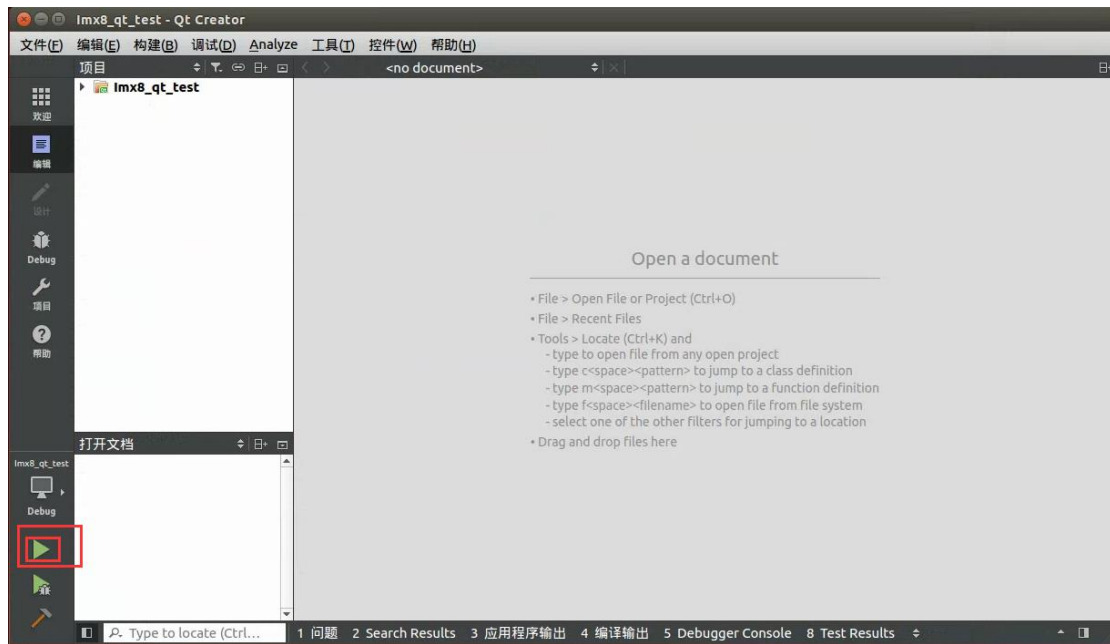 Imx8_qt_test - Qt Creator
文件(F) 编辑(E) 构建(B) 调试(D) Analyze 工具(T) 控件(W) 帮助(H)
项目 <no document>
Imx8_qt_test
欢迎
编辑
设计
Debug
项目
帮助
Open a document
• File > Open File or Project (Ctrl+O)
• File > Recent Files
• Tools > Locate (Ctrl+K) and
- type to open file from any open project
- type c<space><pattern> to jump to a class definition
- type m<space><pattern> to jump to a function definition
- type f<space><filename> to open file from file system
- select one of the other filters for jumping to a location
• Drag and drop files here
打开文档
Imx8_qt_test
Debug
Type to locate (Ctrl... 1 问题 2 Search Results 3 应用程序输出 4 编译输出 5 Debugger Console 8 Test Results